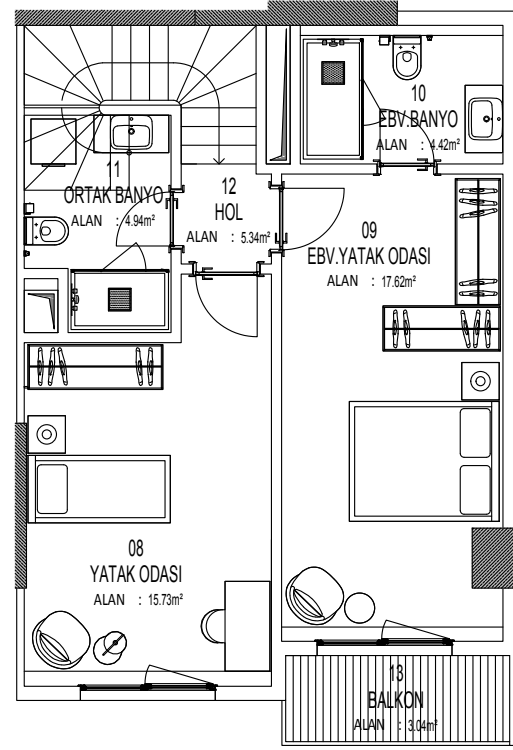 10
EBV.BANYO
ALAN : 4.42m²
11
ORTAK BANYO
ALAN : 4.94m²
12
HOL
ALAN : 5.34m²
09
EBV.YATAK ODASI
ALAN : 17.62m²
08
YATAK ODASI
ALAN : 15.73m²
13
BALKON
ALAN : 3.04m²